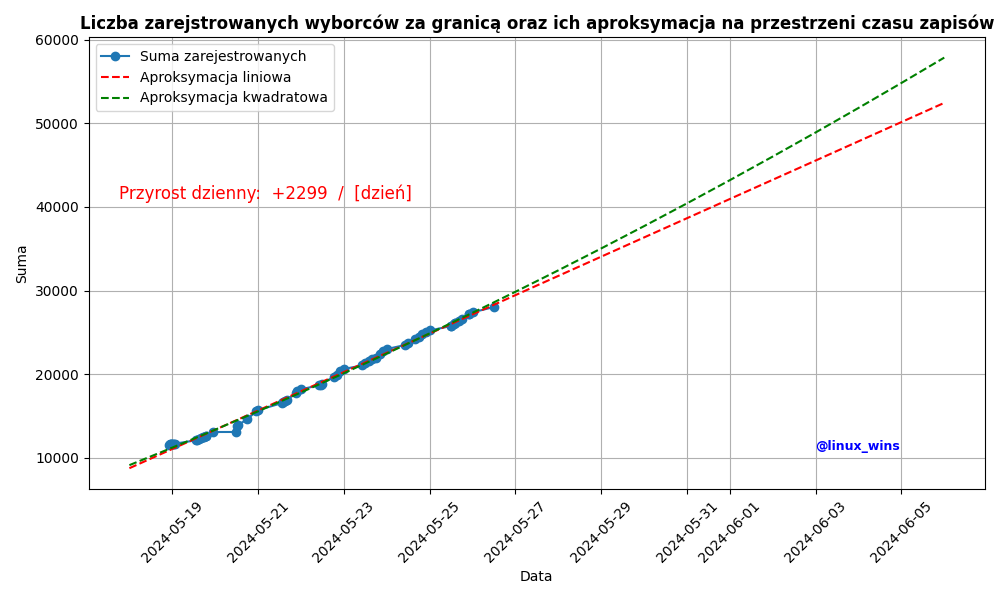 Liczba zarejstrowanych wyborców za granicą oraz ich aproksymacja na przestrzeni czasu zapisów
60000
50000
40000
30000
20000
10000
Suma
Suma zarejestrowanych
Aproksymacja liniowa
Aproksymacja kwadratowa
Przyrost dzienny: +2299 / [dzień]
@linux_wins
2024-05-19
2024-05-21
2024-05-23
2024-05-25
2024-05-27
2024-05-29
2024-05-31
2024-06-01
2024-06-03
2024-06-05
Data